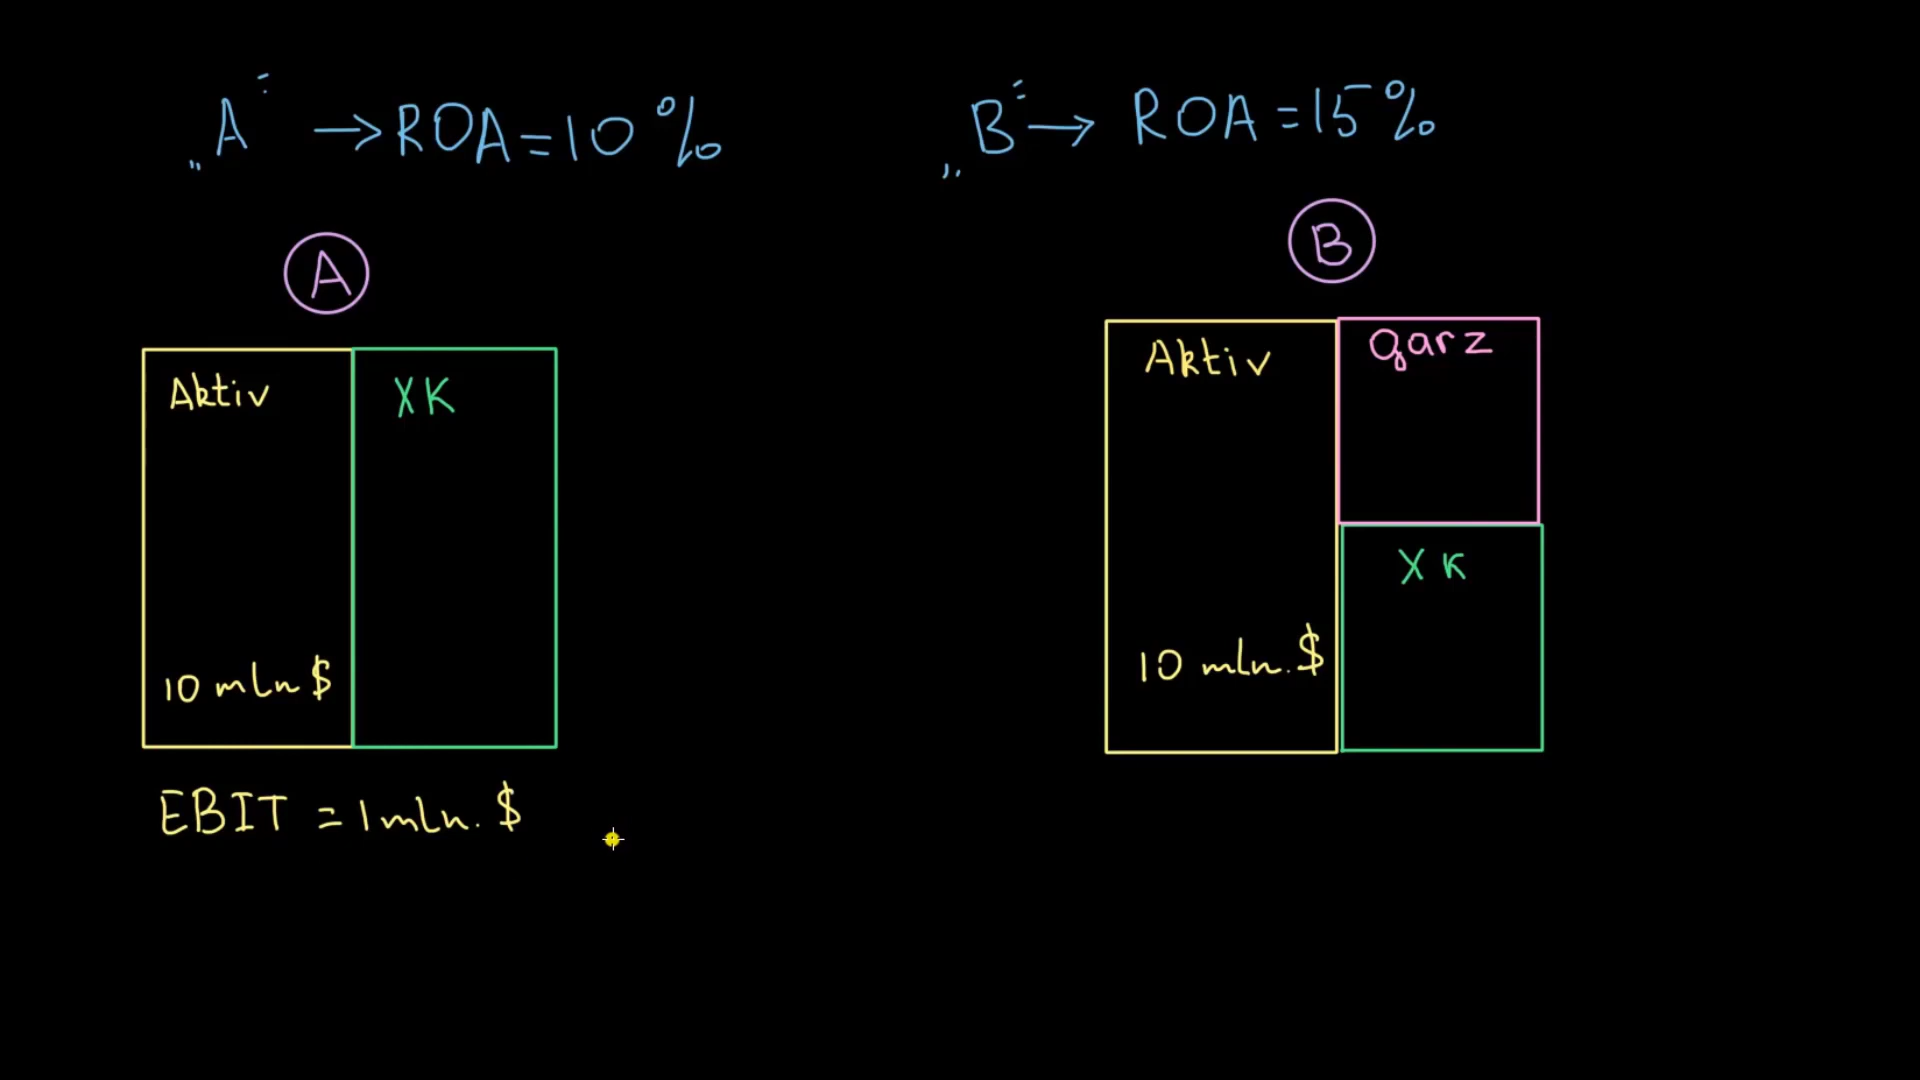 „A” → ROA = 10%
„B” → ROA = 15%
A
Aktiv
XK
10 mln $
EBIT = 1 mln. $
B
Aktiv
qarz
XK
10 mln. $